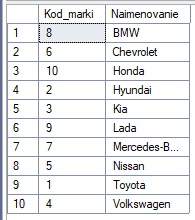 Kod_marki Naimenovanie
1 8 BMW
2 6 Chevrolet
3 10 Honda
4 2 Hyundai
5 3 Kia
6 9 Lada
7 7 Mercedes-B...
8 5 Nissan
9 1 Toyota
10 4 Volkswagen